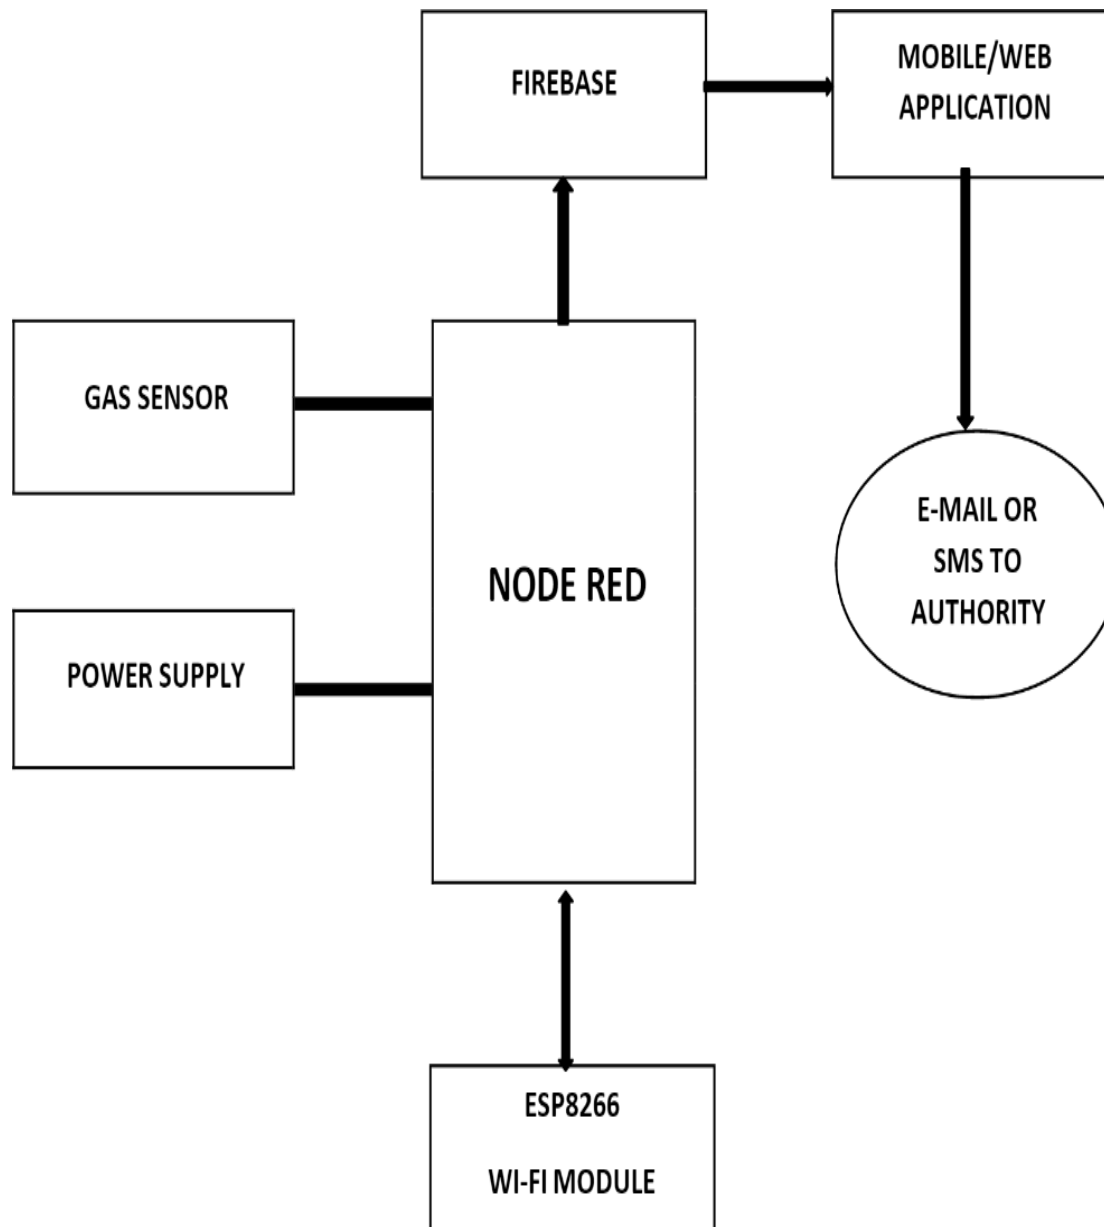 FIREBASE
MOBILE/WEB
APPLICATION
GAS SENSOR
NODE RED
E-MAIL OR
SMS TO
AUTHORITY
POWER SUPPLY
ESP8266
WI-FI MODULE